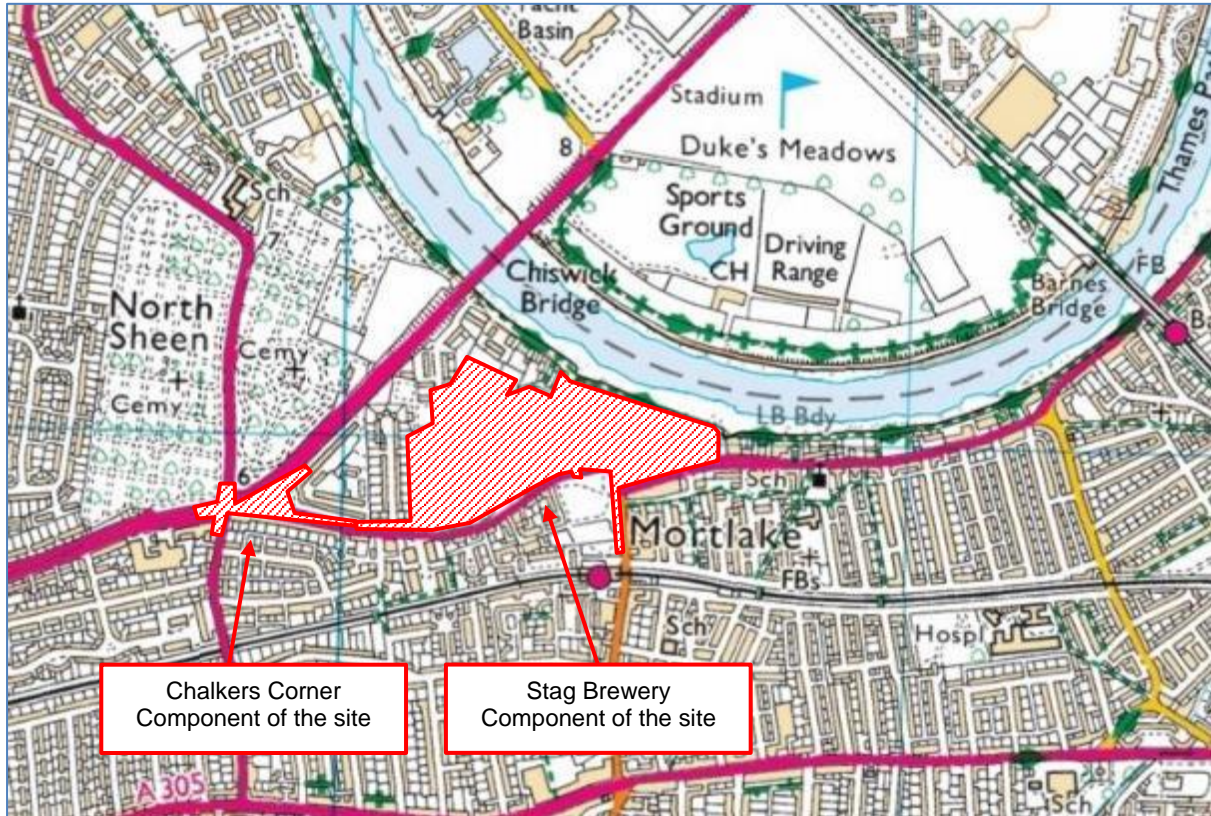 Yacht
Basin
Stadium
8
Duke's Meadows
Thames Pa
Sch
Sports
Ground
7
Driving
Range
CH
Chiswick
Bridge
FB
Barnes
Bridge
North
Sheen
Cemy
Cemy
B
LB Bdy
6
Sch
Mortlake
FBs
Sch
Hospl
Chalkers Corner
Component of the site
Stag Brewery
Component of the site
A 305
Sch